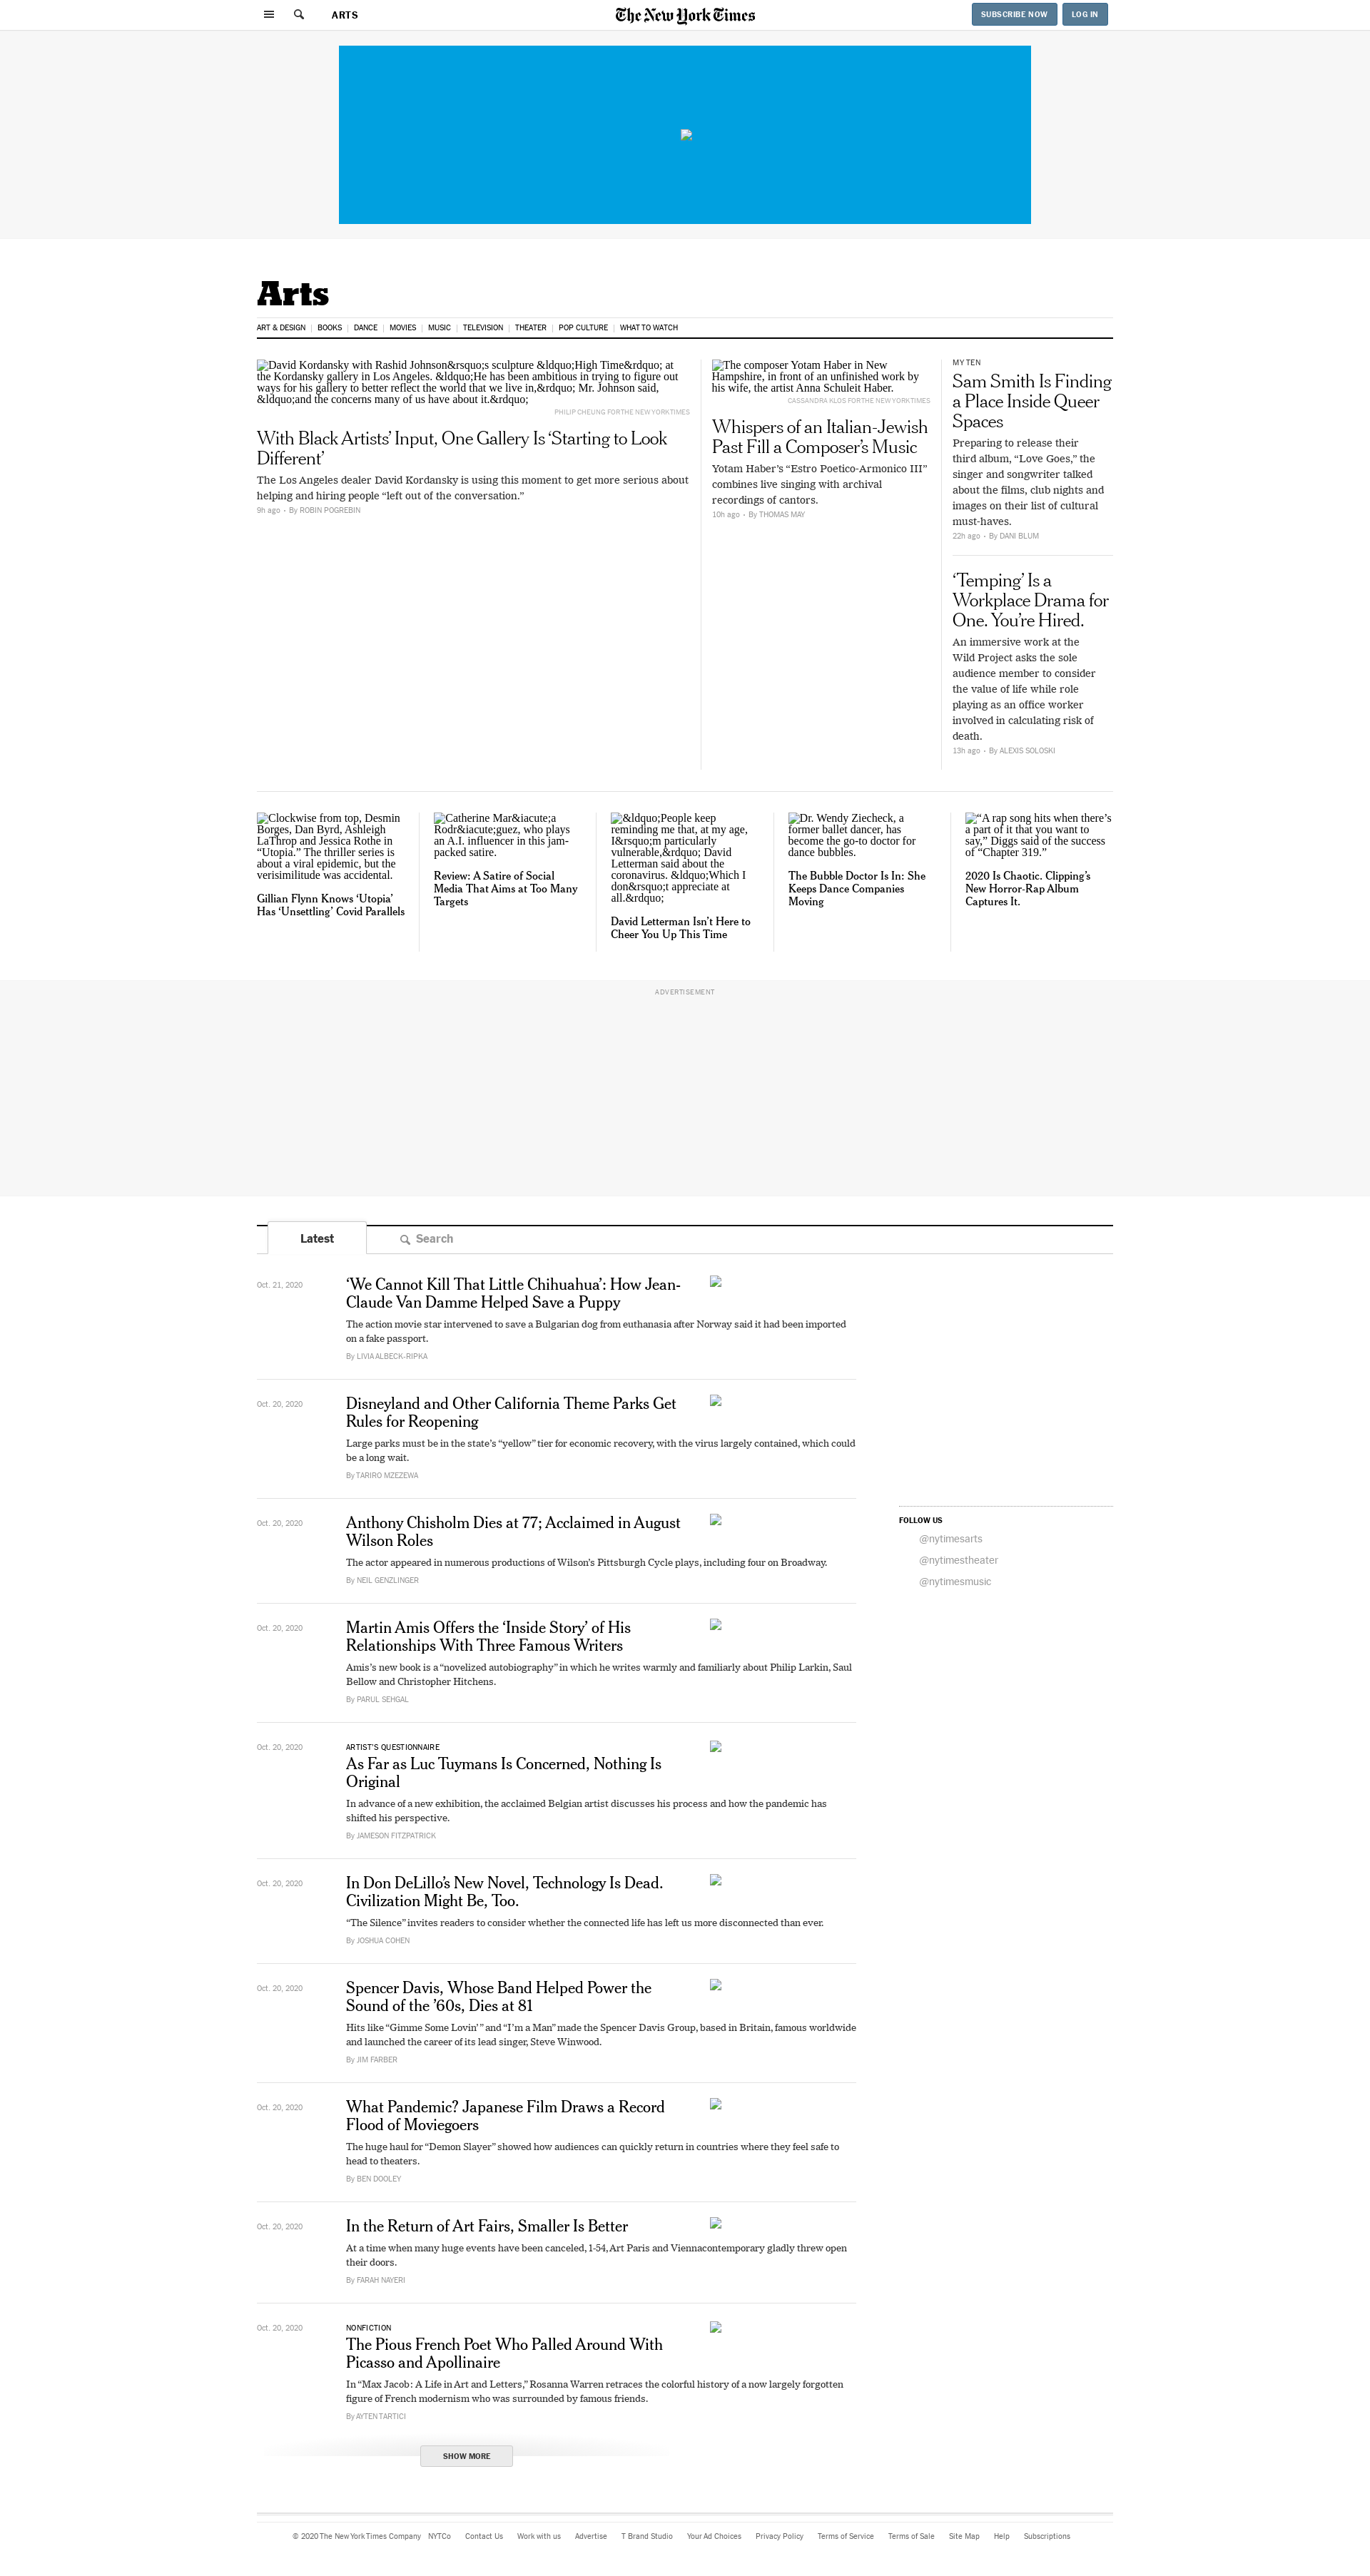 ARTS
The New York Times
SUBSCRIBE NOW
LOG IN
Arts
ART & DESIGN
BOOKS
DANCE
MOVIES
MUSIC
TELEVISION
THEATER
POP CULTURE
WHAT TO WATCH
David Kordansky with Rashid Johnson&rsquo;s sculpture &ldquo;High Time&rdquo; at
the Kordansky gallery in Los Angeles. &ldquo;He has been ambitious in trying to figure out
ways for his gallery to better reflect the world that we live in,&rdquo; Mr. Johnson said,
&ldquo;and the concerns many of us have about it.&rdquo;
PHILIP CHEUNG FOR THE NEW YORK TIMES
With Black Artists’ Input, One Gallery Is ‘Starting to Look
Different’
The Los Angeles dealer David Kordansky is using this moment to get more serious about
helping and hiring people “left out of the conversation.”
9h ago • By ROBIN POGREBIN
The composer Yotam Haber in New
Hampshire, in front of an unfinished work by
his wife, the artist Anna Schuleit Haber.
CASSANDRA KLOS FOR THE NEW YORK TIMES
Whispers of an Italian-Jewish
Past Fill a Composer’s Music
Yotam Haber’s “Estro Poetico-Armonico III”
combines live singing with archival
recordings of cantors.
10h ago • By THOMAS MAY
MY TEN
Sam Smith Is Finding
a Place Inside Queer
Spaces
Preparing to release their
third album, “Love Goes,” the
singer and songwriter talked
about the films, club nights and
images on their list of cultural
must-haves.
22h ago • By DANI BLUM
‘Temping’ Is a
Workplace Drama for
One. You’re Hired.
An immersive work at the
Wild Project asks the sole
audience member to consider
the value of life while role
playing as an office worker
involved in calculating risk of
death.
13h ago • By ALEXIS SOLOSKI
Clockwise from top, Desmin
Borges, Dan Byrd, Ashleigh
LaThrop and Jessica Rothe in
“Utopia.” The thriller series is
about a viral epidemic, but the
verisimilitude was accidental.
Gillian Flynn Knows ‘Utopia’
Has ‘Unsettling’ Covid Parallels
Catherine Mar&iacute;a
Rodr&iacute;guez, who plays
an A.I. influencer in this jam-
packed satire.
Review: A Satire of Social
Media That Aims at Too Many
Targets
&ldquo;People keep
reminding me that, at my age,
I&rsquo;m particularly
vulnerable,&rdquo; David
Letterman said about the
coronavirus. &ldquo;Which I
don&rsquo;t appreciate at
all.&rdquo;
David Letterman Isn’t Here to
Cheer You Up This Time
Dr. Wendy Ziecheck, a
former ballet dancer, has
become the go-to doctor for
dance bubbles.
The Bubble Doctor Is In: She
Keeps Dance Companies
Moving
“A rap song hits when there’s
a part of it that you want to
say,” Diggs said of the success
of “Chapter 319.”
2020 Is Chaotic. Clipping’s
New Horror-Rap Album
Captures It.
ADVERTISEMENT
Latest
Search
Oct. 21, 2020
‘We Cannot Kill That Little Chihuahua’: How Jean-
Claude Van Damme Helped Save a Puppy
The action movie star intervened to save a Bulgarian dog from euthanasia after Norway said it had been imported
on a fake passport.
By LIVIA ALBECK-RIPKA
Oct. 20, 2020
Disneyland and Other California Theme Parks Get
Rules for Reopening
Large parks must be in the state’s “yellow” tier for economic recovery, with the virus largely contained, which could
be a long wait.
By TARIRO MZEZEWA
Oct. 20, 2020
Anthony Chisholm Dies at 77; Acclaimed in August
Wilson Roles
The actor appeared in numerous productions of Wilson’s Pittsburgh Cycle plays, including four on Broadway.
By NEIL GENZLINGER
Oct. 20, 2020
Martin Amis Offers the ‘Inside Story’ of His
Relationships With Three Famous Writers
Amis’s new book is a “novelized autobiography” in which he writes warmly and familiarly about Philip Larkin, Saul
Bellow and Christopher Hitchens.
By PARUL SEHGAL
Oct. 20, 2020
ARTIST’S QUESTIONNAIRE
As Far as Luc Tuymans Is Concerned, Nothing Is
Original
In advance of a new exhibition, the acclaimed Belgian artist discusses his process and how the pandemic has
shifted his perspective.
By JAMESON FITZPATRICK
Oct. 20, 2020
In Don DeLillo’s New Novel, Technology Is Dead.
Civilization Might Be, Too.
“The Silence” invites readers to consider whether the connected life has left us more disconnected than ever.
By JOSHUA COHEN
Oct. 20, 2020
Spencer Davis, Whose Band Helped Power the
Sound of the ’60s, Dies at 81
Hits like “Gimme Some Lovin’ ” and “I’m a Man” made the Spencer Davis Group, based in Britain, famous worldwide
and launched the career of its lead singer, Steve Winwood.
By JIM FARBER
Oct. 20, 2020
What Pandemic? Japanese Film Draws a Record
Flood of Moviegoers
The huge haul for “Demon Slayer” showed how audiences can quickly return in countries where they feel safe to
head to theaters.
By BEN DOOLEY
Oct. 20, 2020
In the Return of Art Fairs, Smaller Is Better
At a time when many huge events have been canceled, 1-54, Art Paris and Viennacontemporary gladly threw open
their doors.
By FARAH NAYERI
Oct. 20, 2020
NONFICTION
The Pious French Poet Who Palled Around With
Picasso and Apollinaire
In “Max Jacob: A Life in Art and Letters,” Rosanna Warren retraces the colorful history of a now largely forgotten
figure of French modernism who was surrounded by famous friends.
By AYTEN TARTICI
SHOW MORE
FOLLOW US
@nytimesarts
@nytimestheater
@nytimesmusic
© 2020 The New York Times Company NYTCo Contact Us Work with us Advertise T Brand Studio Your Ad Choices Privacy Policy Terms of Service Terms of Sale Site Map Help Subscriptions